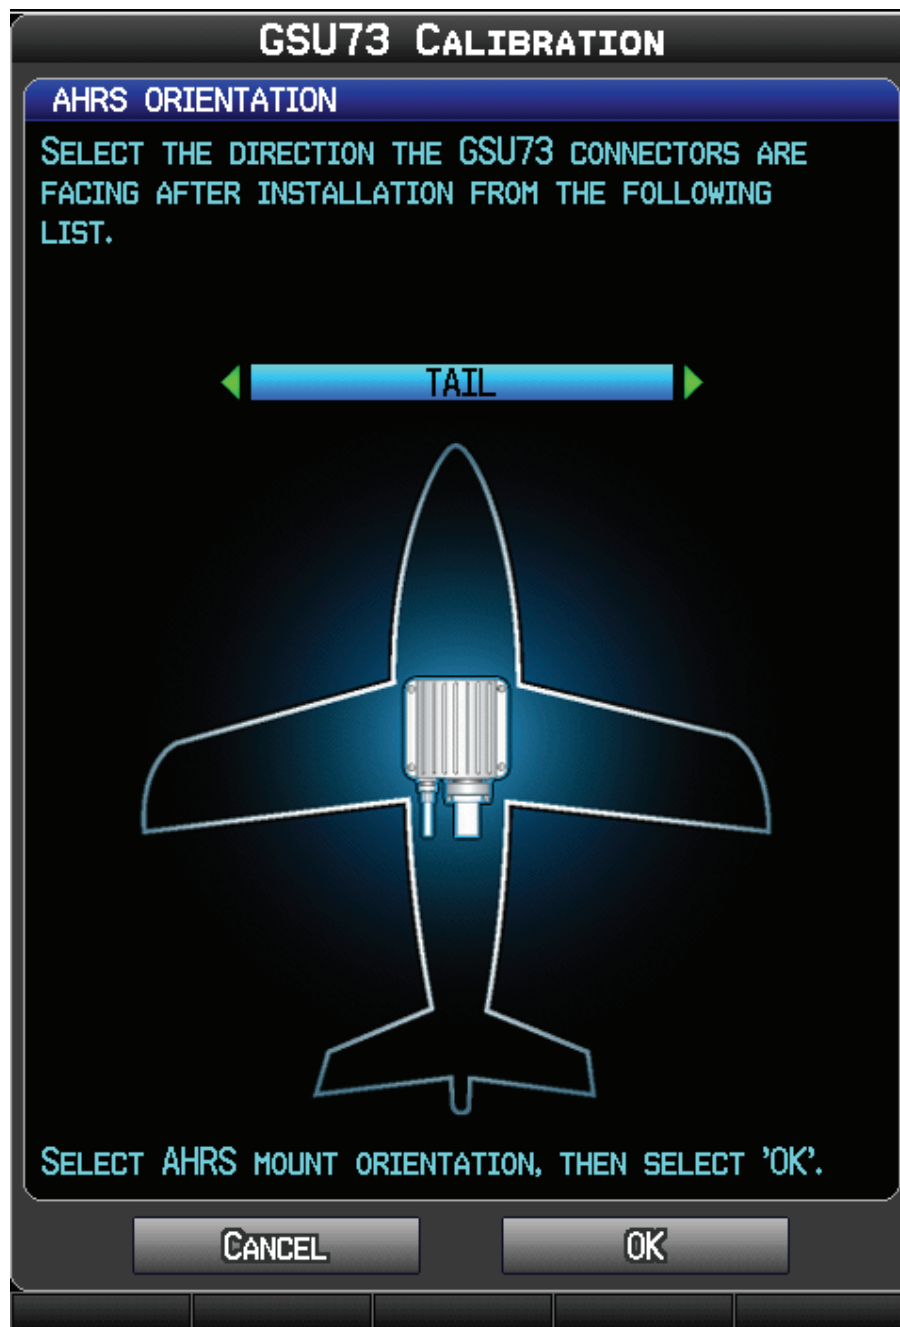 GSU73 CALIBRATION
AHRS ORIENTATION
SELECT THE DIRECTION THE GSU73 CONNECTORS ARE
FACING AFTER INSTALLATION FROM THE FOLLOWING
LIST.
TAIL
SELECT AHRS MOUNT ORIENTATION, THEN SELECT 'OK'.
CANCEL
OK